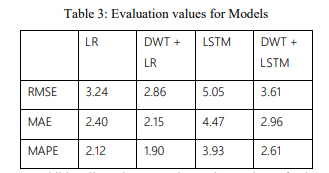 Table 3: Evaluation values for Models
LR DWT + LR LSTM DWT + LSTM
RMSE 3.24 2.86 5.05 3.61
MAE 2.40 2.15 4.47 2.96
MAPE 2.12 1.90 3.93 2.61